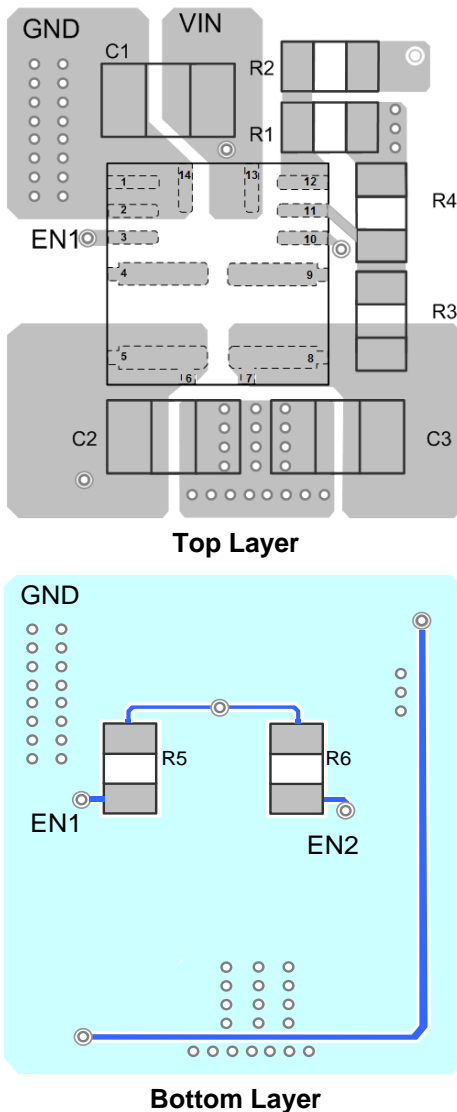 GND
VIN
C1
R2
R1
14
13
1
12
2
11
R4
EN1
3
10
4
9
R3
5
8
6
7
C2
C3
Top Layer
GND
R5
R6
EN1
EN2
Bottom Layer